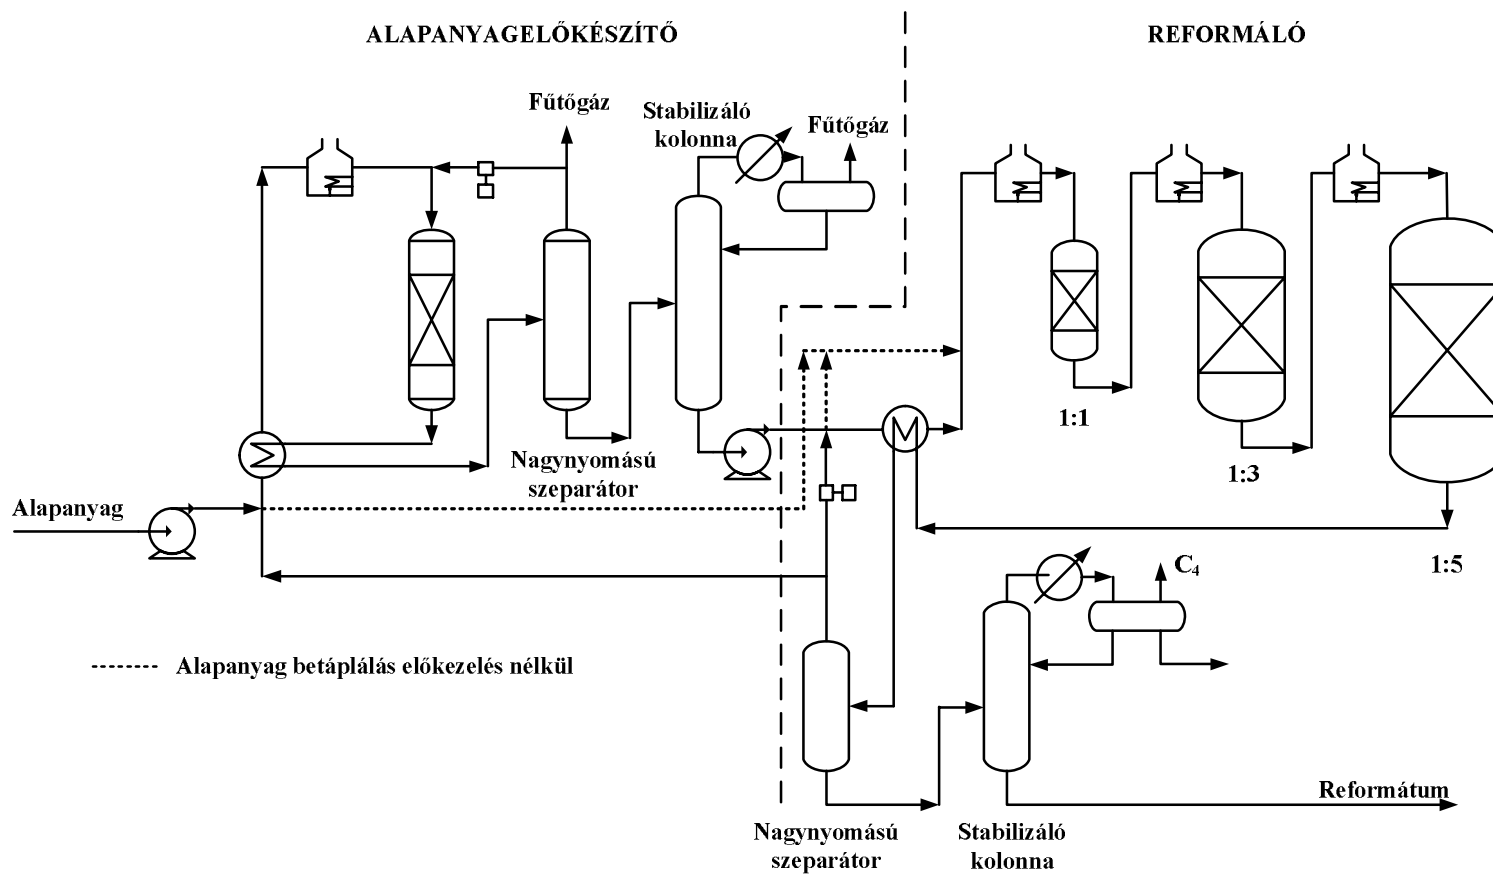 ALAPANYAGELŐKÉSZÍTŐ
REFORMÁLÓ
Fűtőgáz
Stabilizáló
kolonna
Fűtőgáz
1:1
1:3
1:5
Nagynyomású
szeparátor
Alapanyag
C₄
Alapanyag betáplálás előkezelés nélkül
Reformátum
Nagynyomású
szeparátor
Stabilizáló
kolonna